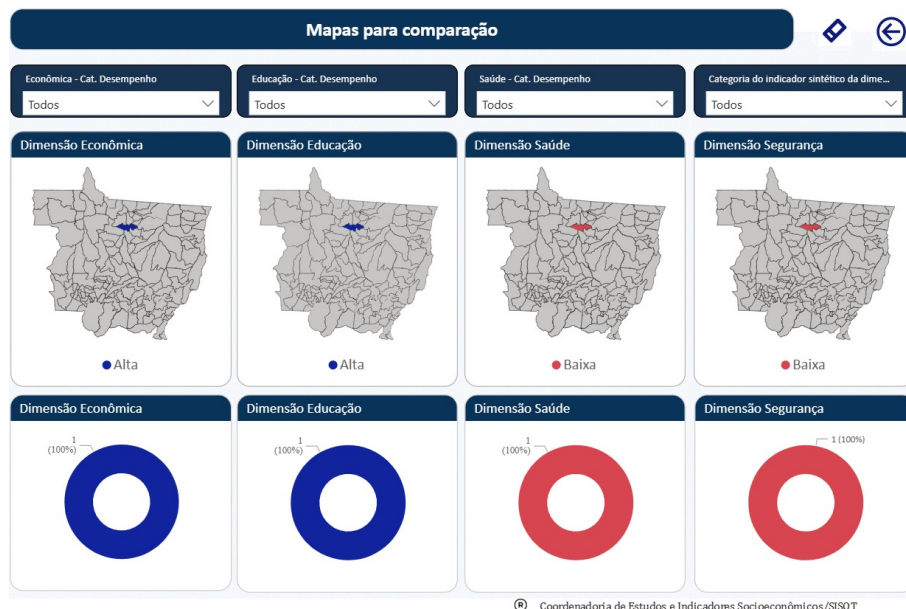 Mapas para comparação
Econômica - Cat. Desempenho
Todos
Educação - Cat. Desempenho
Todos
Saúde - Cat. Desempenho
Todos
Categoria do indicador sintético da dime...
Todos
Dimensão Econômica
Alta
Dimensão Educação
Alta
Dimensão Saúde
Baixa
Dimensão Segurança
Baixa
Dimensão Econômica
1
(100%)
Dimensão Educação
1
(100%)
Dimensão Saúde
1
(100%)
Dimensão Segurança
1 (100%)
® Coordenadoria de Estudos e Indicadores Socioeconômicos/SISOT